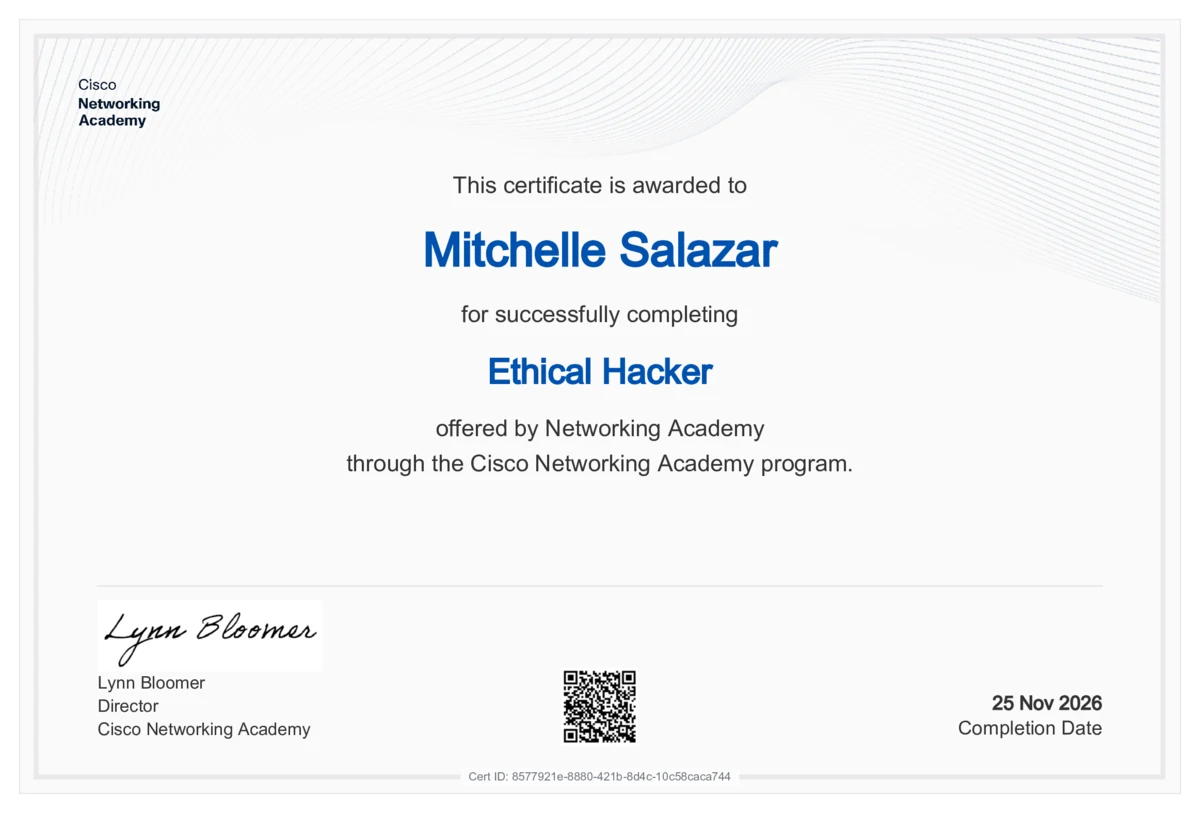 Cisco
Networking
Academy
This certificate is awarded to
Mitchelle Salazar
for successfully completing
Ethical Hacker
offered by Networking Academy
through the Cisco Networking Academy program.
Lynn Bloomer
Lynn Bloomer
Director
Cisco Networking Academy
25 Nov 2026
Completion Date
Cert ID: 8577921e-8880-421b-8d4c-10c58caca744